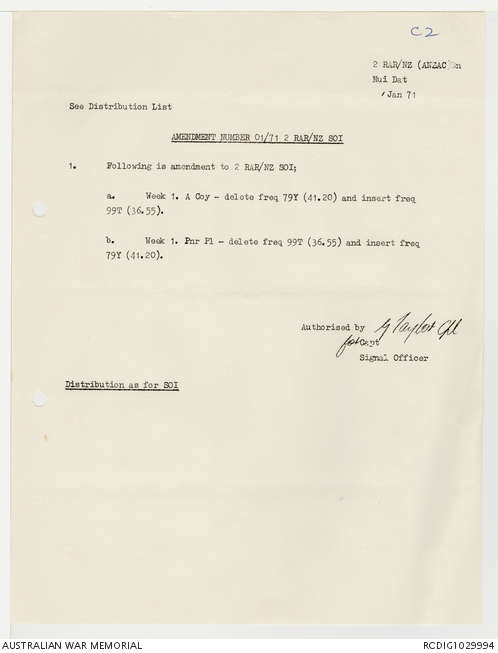 C2
2 RAR/NZ (ANZAC) Bn
Nui Dat
Jan 71
See Distribution List
AMENDMENT NUMBER 01/71 2 RAR/NZ SOI
1. Following is amendment to 2 RAR/NZ SOI;
a. Week 1. A Coy - delete freq 79Y (41.20) and insert freq
99T (36.55).
b. Week 1. Pnr Pl - delete freq 99T (36.55) and insert freq
79Y (41.20).
Authorised by G Taylor Cpl
for Capt
Signal Officer
Distribution as for SOI
AUSTRALIAN WAR MEMORIAL
RCDIG1029994